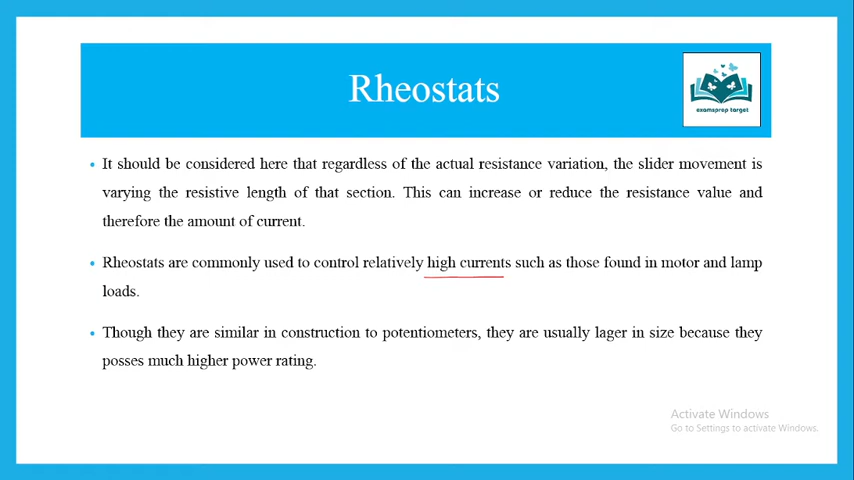 Rheostats
examsprep target
• It should be considered here that regardless of the actual resistance variation, the slider movement is
varying the resistive length of that section. This can increase or reduce the resistance value and
therefore the amount of current.
• Rheostats are commonly used to control relatively high currents such as those found in motor and lamp
loads.
• Though they are similar in construction to potentiometers, they are usually lager in size because they
posses much higher power rating.
Activate Windows
Go to Settings to activate Windows.